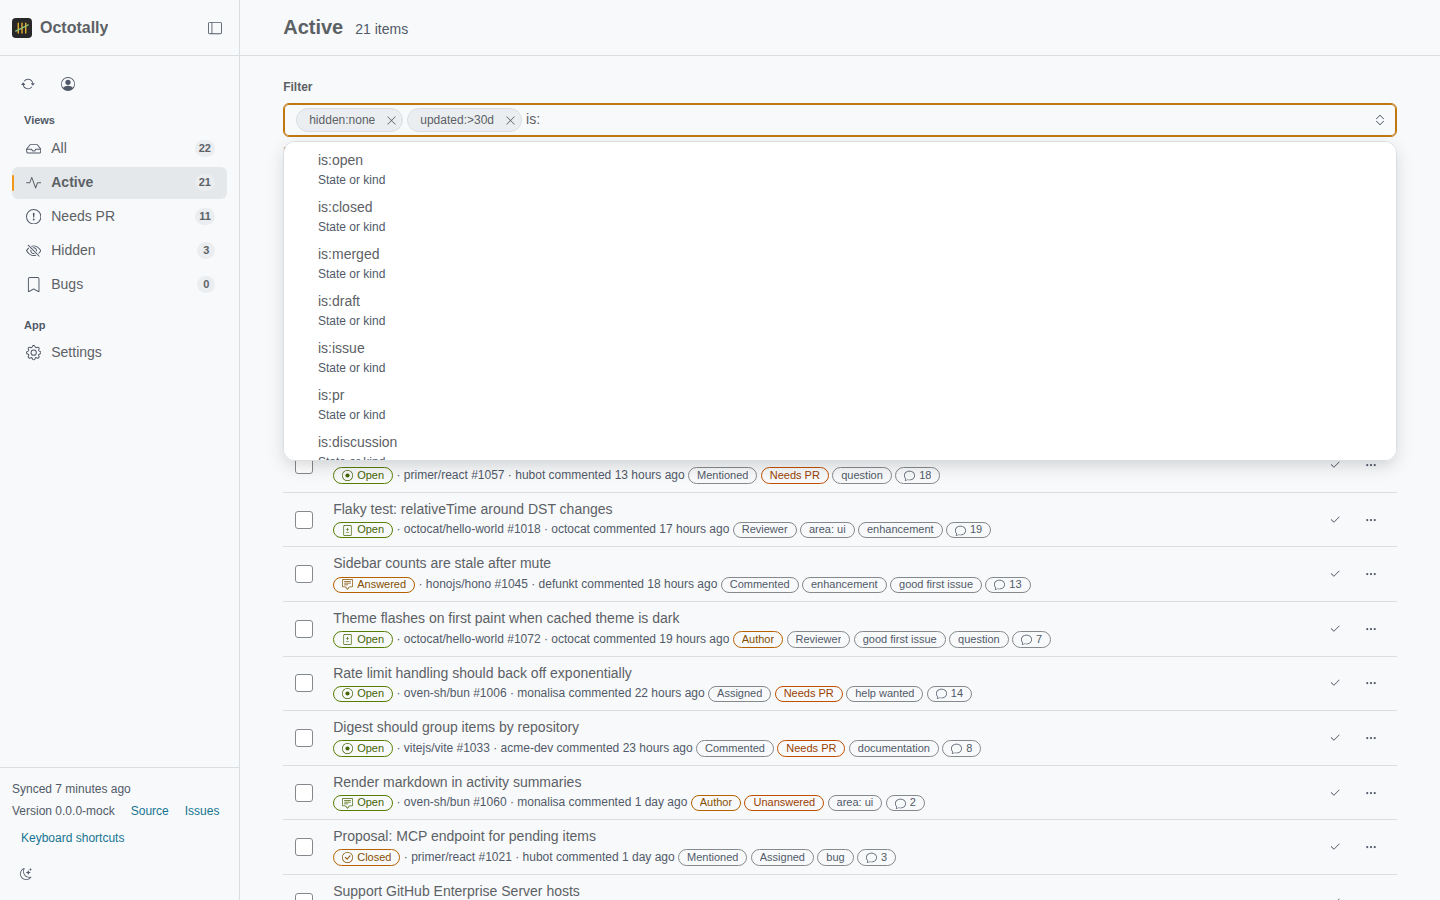 Octotally
Active 21 items
Views
All 22
Active 21
Needs PR 11
Hidden 3
Bugs 0
App
Settings
Synced 7 minutes ago
Version 0.0.0-mock Source Issues
Keyboard shortcuts
Filter
hidden:none updated:>30d is:
is:open
State or kind
is:closed
State or kind
is:merged
State or kind
is:draft
State or kind
is:issue
State or kind
is:pr
State or kind
is:discussion
State or kind
Open · primer/react #1057 · hubot commented 13 hours ago Mentioned Needs PR question 18
Flaky test: relativeTime around DST changes
Open · octocat/hello-world #1018 · octocat commented 17 hours ago Reviewer area: ui enhancement 19
Sidebar counts are stale after mute
Answered · honojs/hono #1045 · defunkt commented 18 hours ago Commented enhancement good first issue 13
Theme flashes on first paint when cached theme is dark
Open · octocat/hello-world #1072 · octocat commented 19 hours ago Author Reviewer good first issue question 7
Rate limit handling should back off exponentially
Open · oven-sh/bun #1006 · monalisa commented 22 hours ago Assigned Needs PR help wanted 14
Digest should group items by repository
Open · vitejs/vite #1033 · acme-dev commented 23 hours ago Commented Needs PR documentation 8
Render markdown in activity summaries
Open · oven-sh/bun #1060 · monalisa commented 1 day ago Author Unanswered area: ui 2
Proposal: MCP endpoint for pending items
Closed · primer/react #1021 · hubot commented 1 day ago Mentioned Assigned bug 3
Support GitHub Enterprise Server hosts